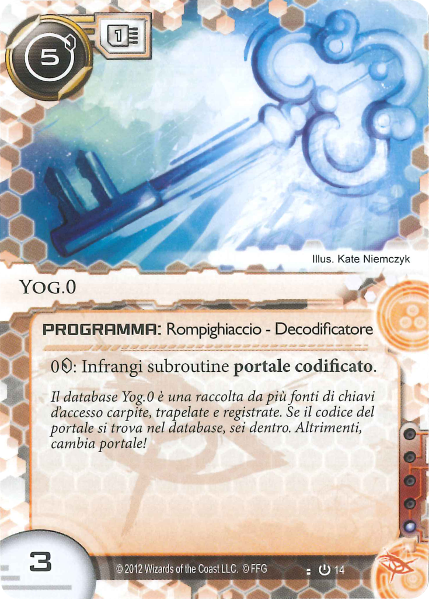 5
1
Illus. Kate Niemczyk
Yog.0
PROGRAMMA: Rompighiaccio - Decodificatore
0: Infrangi subroutine portale codificato.
Il database Yog.0 è una raccolta da più fonti di chiavi
d'accesso carpite, trapelate e registrate. Se il codice del
portale si trova nel database, sei dentro. Altrimenti,
cambia portale!
3
© 2012 Wizards of the Coast LLC. © FFG
14